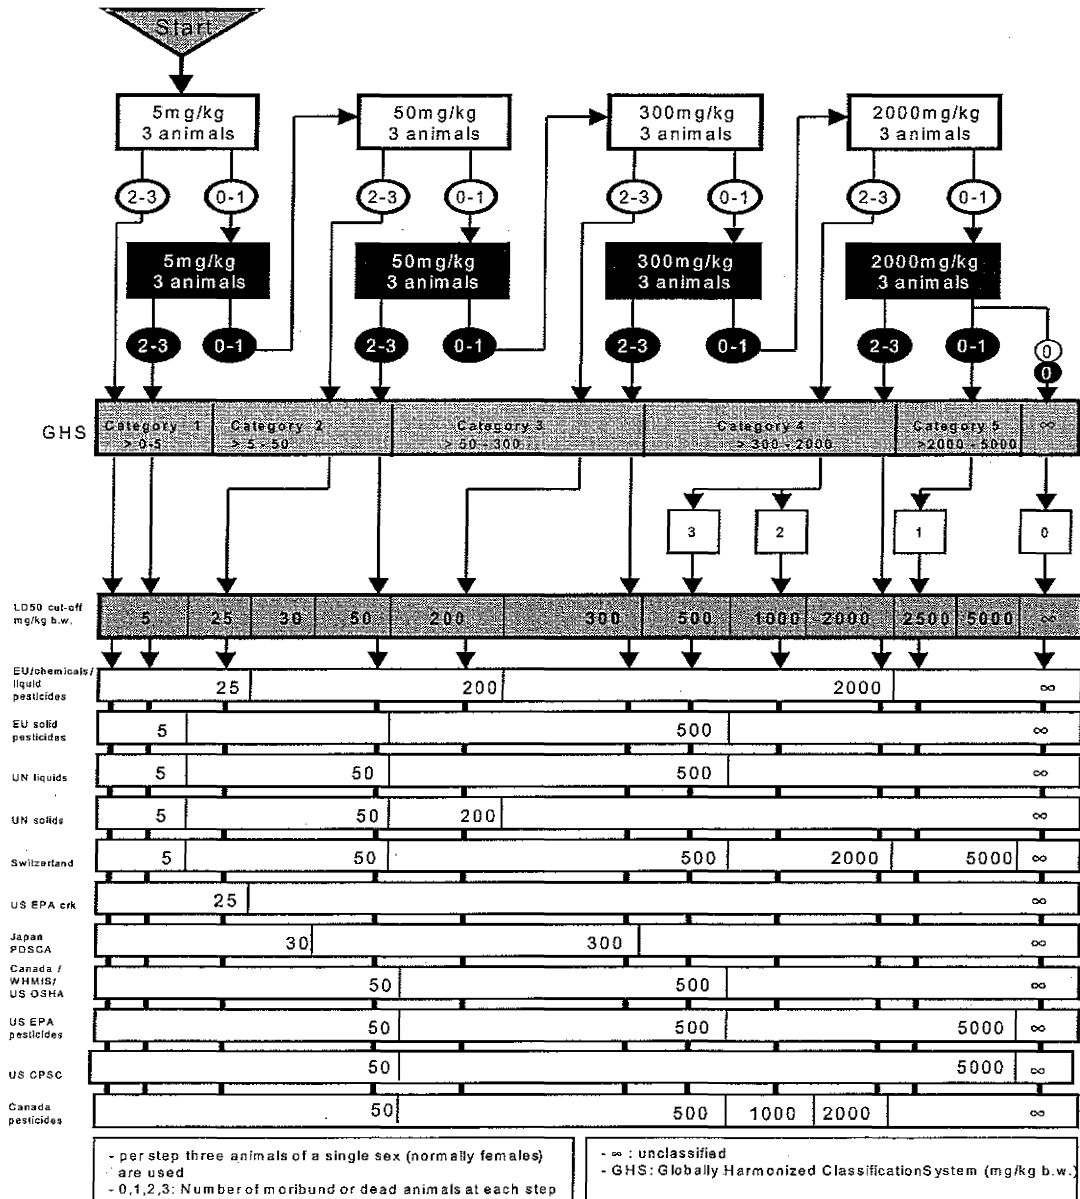 Start
5mg/kg 50mg/kg 300mg/kg 2000mg/kg
3 animals 3 animals 3 animals 3 animals
2-3 0-1 2-3 0-1 2-3 0-1 2-3 0-1
5mg/kg 50mg/kg 300mg/kg 2000mg/kg
3 animals 3 animals 3 animals 3 animals
2-3 0-1 2-3 0-1 2-3 0-1 2-3 0-1 0
0
GHS Category 1 Category 2 Category 3 Category 4 Category 5 ∞
> 0-5 > 5-50 > 50-300 > 300-2000 >2000-5000
3 2 1 0
LD50 cut-off
mg/kg b.w.
5 25 30 50 200 300 500 1000 2000 2500 5000 ∞
EU/chemicals/
liquid
pesticides
25 200 2000 ∞
EU solid
pesticides
5 500 ∞
UN liquids 5 50 500 ∞
UN solids 5 50 200 ∞
Switzerland 5 50 500 2000 5000 ∞
US EPA crk 25 ∞
Japan
PDSCA
30 300 ∞
Canada /
WHMIS/
US OSHA
50 500 ∞
US EPA
pesticides
50 500 5000 ∞
US CPSC 50 5000 ∞
Canada
pesticides
50 500 1000 2000 ∞
- per step three animals of a single sex (normally females)
are used
- 0,1,2,3: Number of moribund or dead animals at each step
- ∞ : unclassified
- GHS: Globally Harmonized ClassificationSystem (mg/kg b.w.)